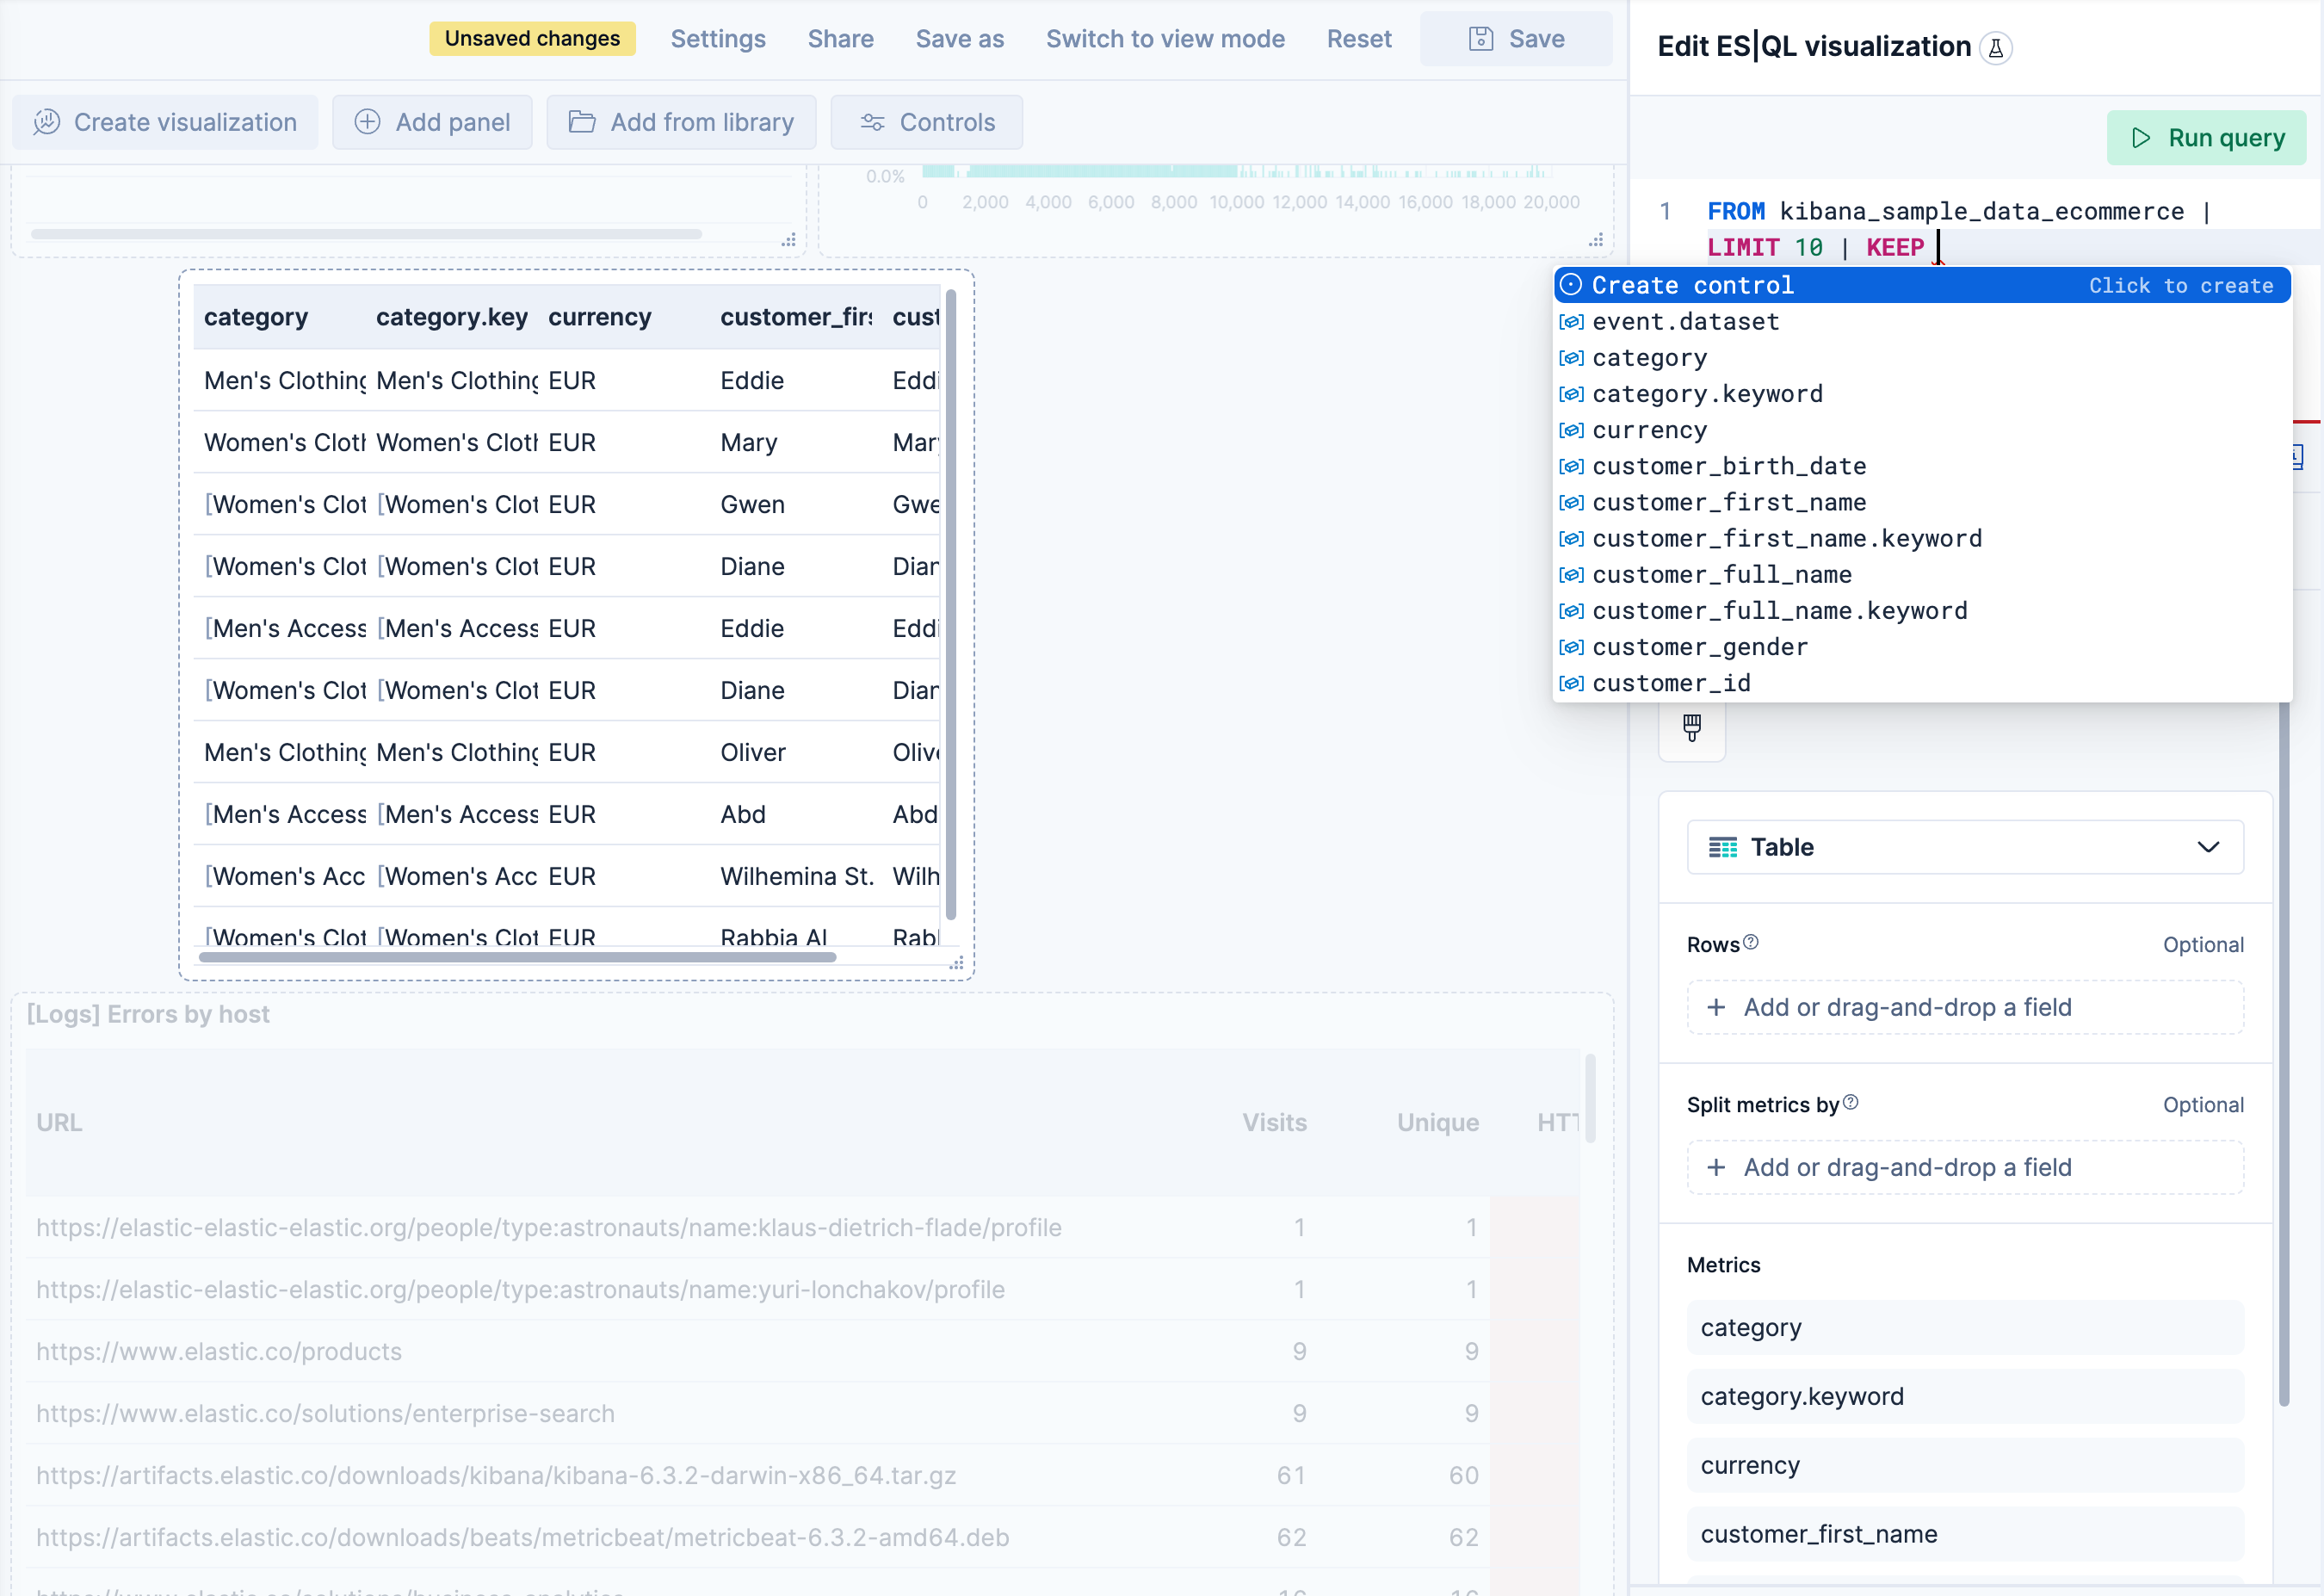 Unsaved changes Settings Share Save as Switch to view mode Reset Save
Create visualization Add panel Add from library Controls
0.0%
0 2,000 4,000 6,000 8,000 10,000 12,000 14,000 16,000 18,000 20,000
category category.key currency customer_firs cust
Men's Clothing Men's Clothing EUR Eddie Eddi
Women's Cloth Women's Cloth EUR Mary Mary
[Women's Clot [Women's Clot EUR Gwen Gwe
[Women's Clot [Women's Clot EUR Diane Dian
[Men's Access [Men's Access EUR Eddie Eddi
[Women's Clot [Women's Clot EUR Diane Dian
Men's Clothing Men's Clothing EUR Oliver Olive
[Men's Access [Men's Access EUR Abd Abd
[Women's Acc [Women's Acc EUR Wilhemina St. Wilh
[Women's Clot [Women's Clot EUR Rabbia Al Rabl
[Logs] Errors by host
URL Visits Unique HTT
https://elastic-elastic-elastic.org/people/type:astronauts/name:klaus-dietrich-flade/profile 1 1
https://elastic-elastic-elastic.org/people/type:astronauts/name:yuri-lonchakov/profile 1 1
https://www.elastic.co/products 9 9
https://www.elastic.co/solutions/enterprise-search 9 9
https://artifacts.elastic.co/downloads/kibana/kibana-6.3.2-darwin-x86_64.tar.gz 61 60
https://artifacts.elastic.co/downloads/beats/metricbeat/metricbeat-6.3.2-amd64.deb 62 62
Edit ES|QL visualization
Run query
1 FROM kibana_sample_data_ecommerce |
LIMIT 10 | KEEP
Create control Click to create
event.dataset
category
category.keyword
currency
customer_birth_date
customer_first_name
customer_first_name.keyword
customer_full_name
customer_full_name.keyword
customer_gender
customer_id
Table
Rows Optional
+ Add or drag-and-drop a field
Split metrics by Optional
+ Add or drag-and-drop a field
Metrics
category
category.keyword
currency
customer_first_name